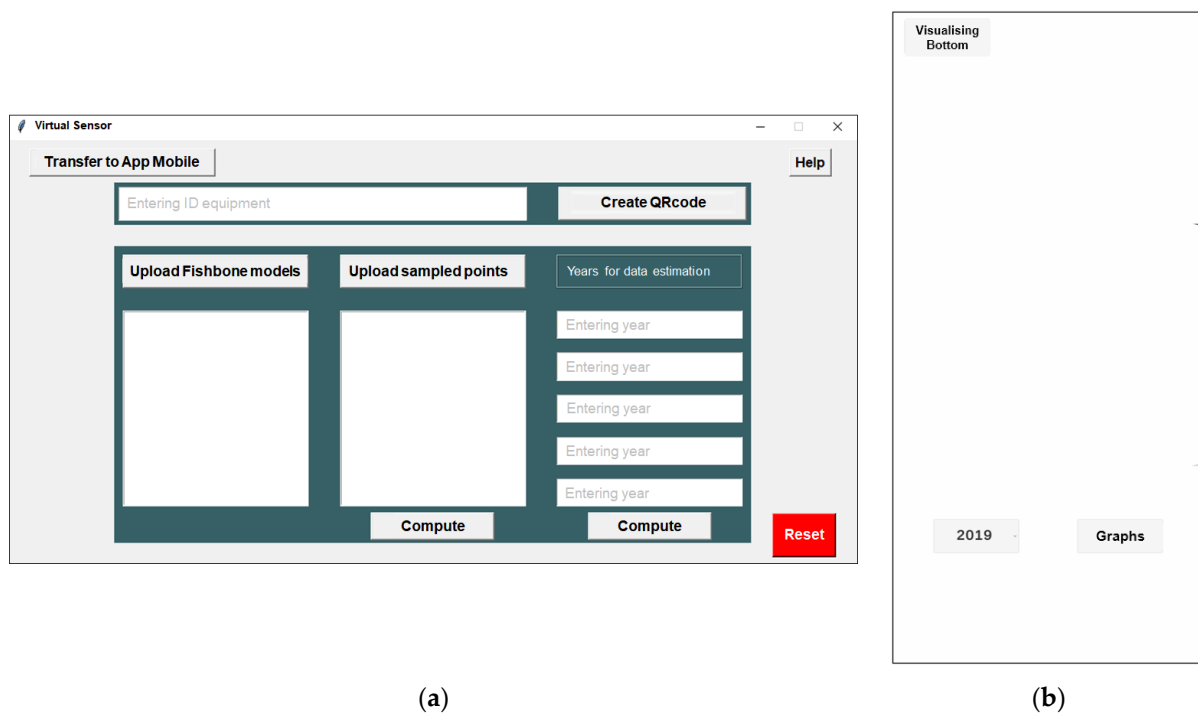 Virtual Sensor
Transfer to App Mobile
Help
Entering ID equipment
Create QRcode
Upload Fishbone models
Upload sampled points
Years for data estimation
Entering year
Entering year
Entering year
Entering year
Entering year
Compute
Compute
Reset
(a)
Visualising
Bottom
2019
Graphs
(b)